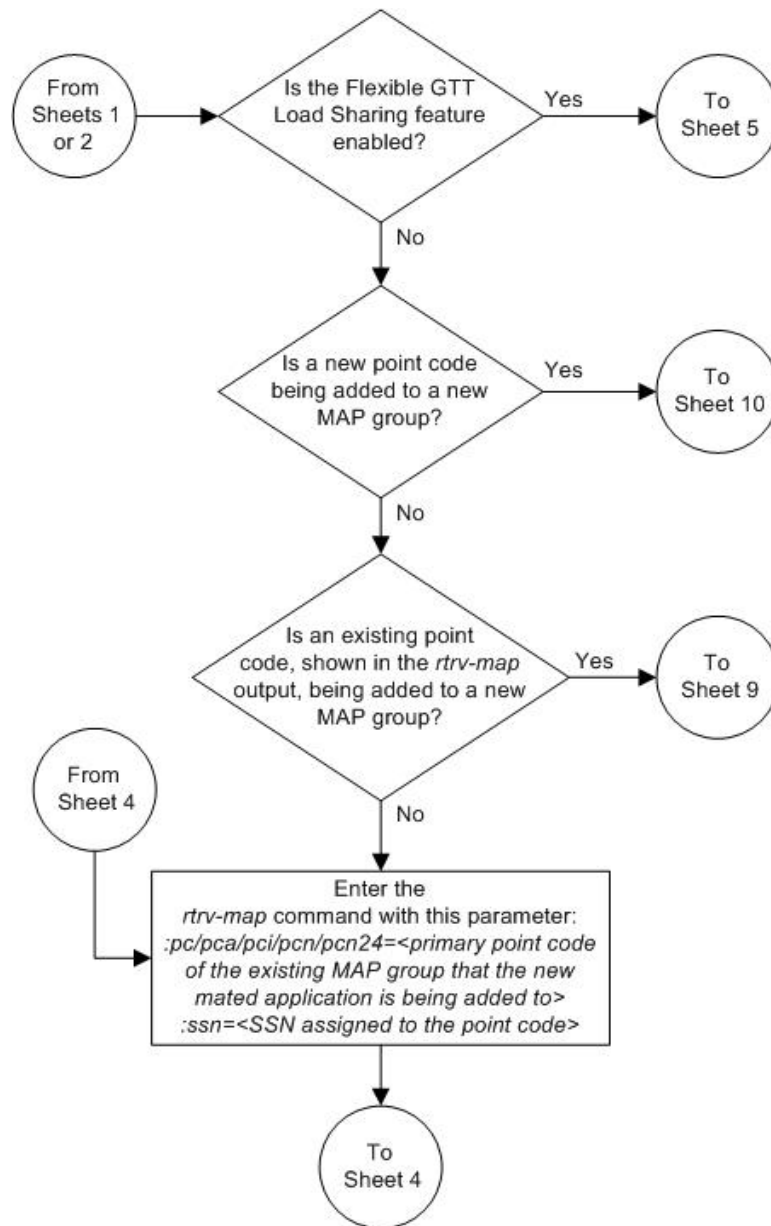 From
Sheets 1
or 2
Is the Flexible GTT
Load Sharing feature
enabled?
Yes
To
Sheet 5
No
Is a new point code
being added to a new
MAP group?
Yes
To
Sheet 10
No
Is an existing point
code, shown in the rtrv-map
output, being added to a new
MAP group?
Yes
To
Sheet 9
No
From
Sheet 4
Enter the
rtrv-map command with this parameter:
:pc/pca/pci/pcn/pcn24=<primary point code
of the existing MAP group that the new
mated application is being added to>
:ssn=<SSN assigned to the point code>
To
Sheet 4